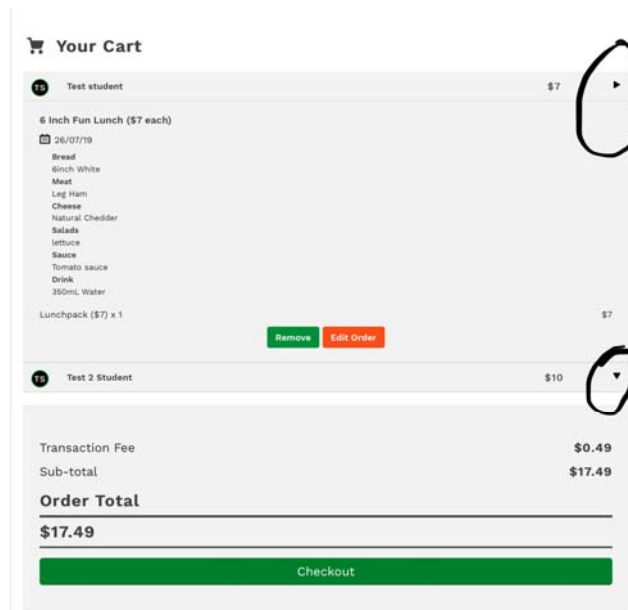 Your Cart
TS Test student $7
6 Inch Fun Lunch ($7 each)
26/07/19
Bread
6inch White
Meat
Leg Ham
Cheese
Natural Chedder
Salads
lettuce
Sauce
Tomato sauce
Drink
350mL Water
Lunchpack ($7) x 1 $7
Remove Edit Order
TS Test 2 Student $10
Transaction Fee $0.49
Sub-total $17.49
Order Total
$17.49
Checkout